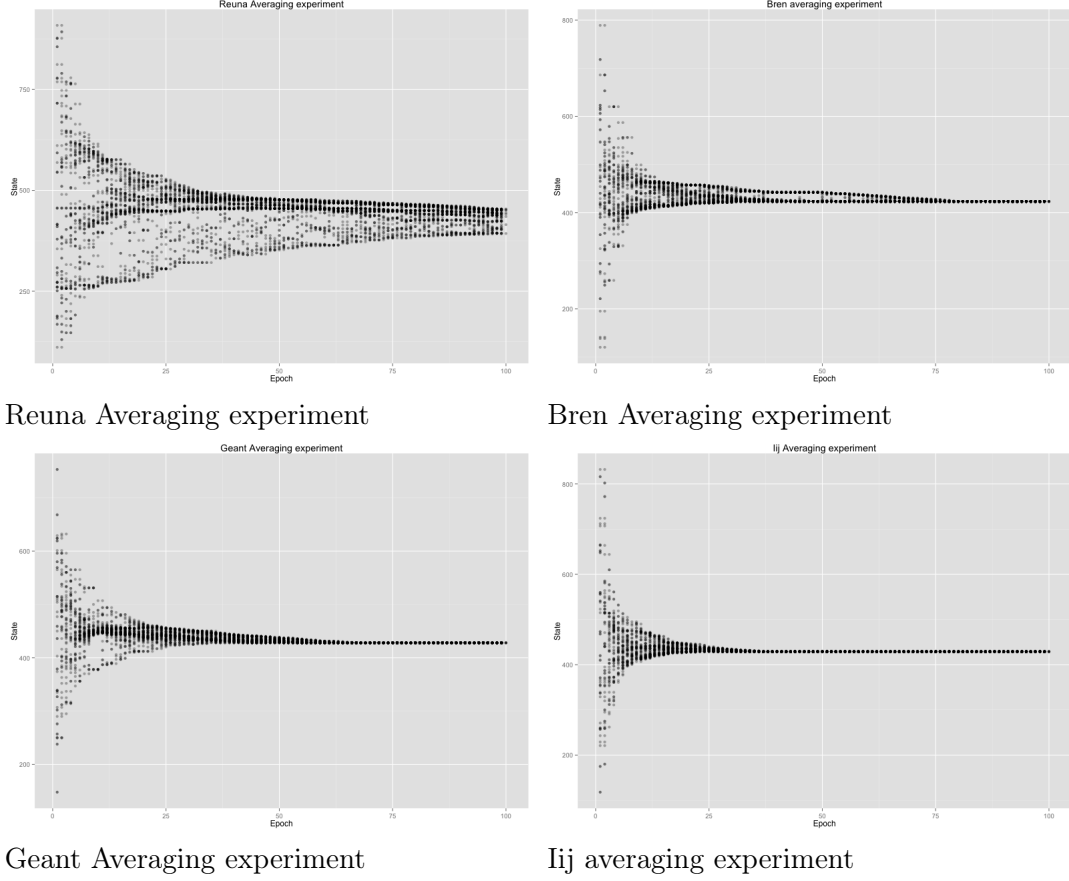 Reuna Averaging experiment
750
500
250
State
0
25
50
75
100
Epoch
Reuna Averaging experiment
Bren averaging experiment
800
600
400
200
State
0
25
50
75
100
Epoch
Bren Averaging experiment
Geant Averaging experiment
600
400
200
State
0
25
50
75
100
Epoch
Geant Averaging experiment
Iij Averaging experiment
800
600
400
200
State
0
25
50
75
100
Epoch
Iij averaging experiment